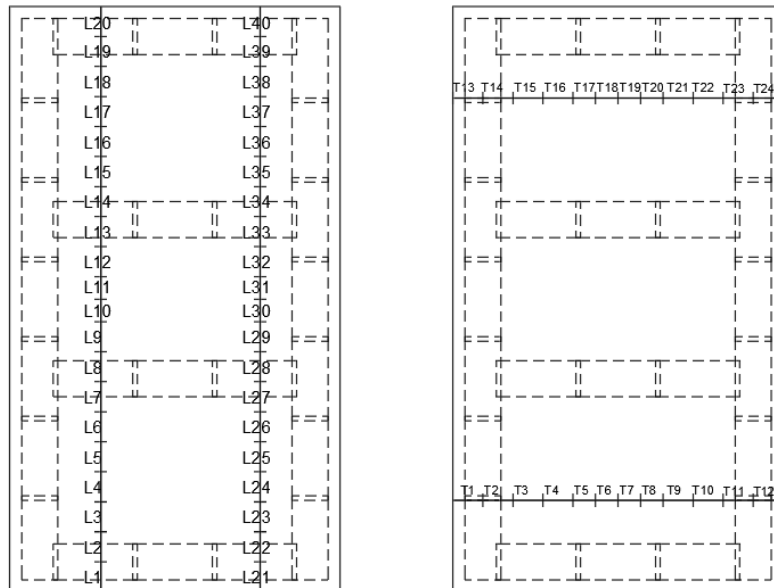 L20 L40
L19 L39
L18 L38
L17 L37
L16 L36
L15 L35
L14 L34
L13 L33
L12 L32
L11 L31
L10 L30
L9 L29
L8 L28
L7 L27
L6 L26
L5 L25
L4 L24
L3 L23
L2 L22
L1 L21
T13 T14 T15 T16 T17 T18 T19 T20 T21 T22 T23 T24
T1 T2 T3 T4 T5 T6 T7 T8 T9 T10 T11 T12